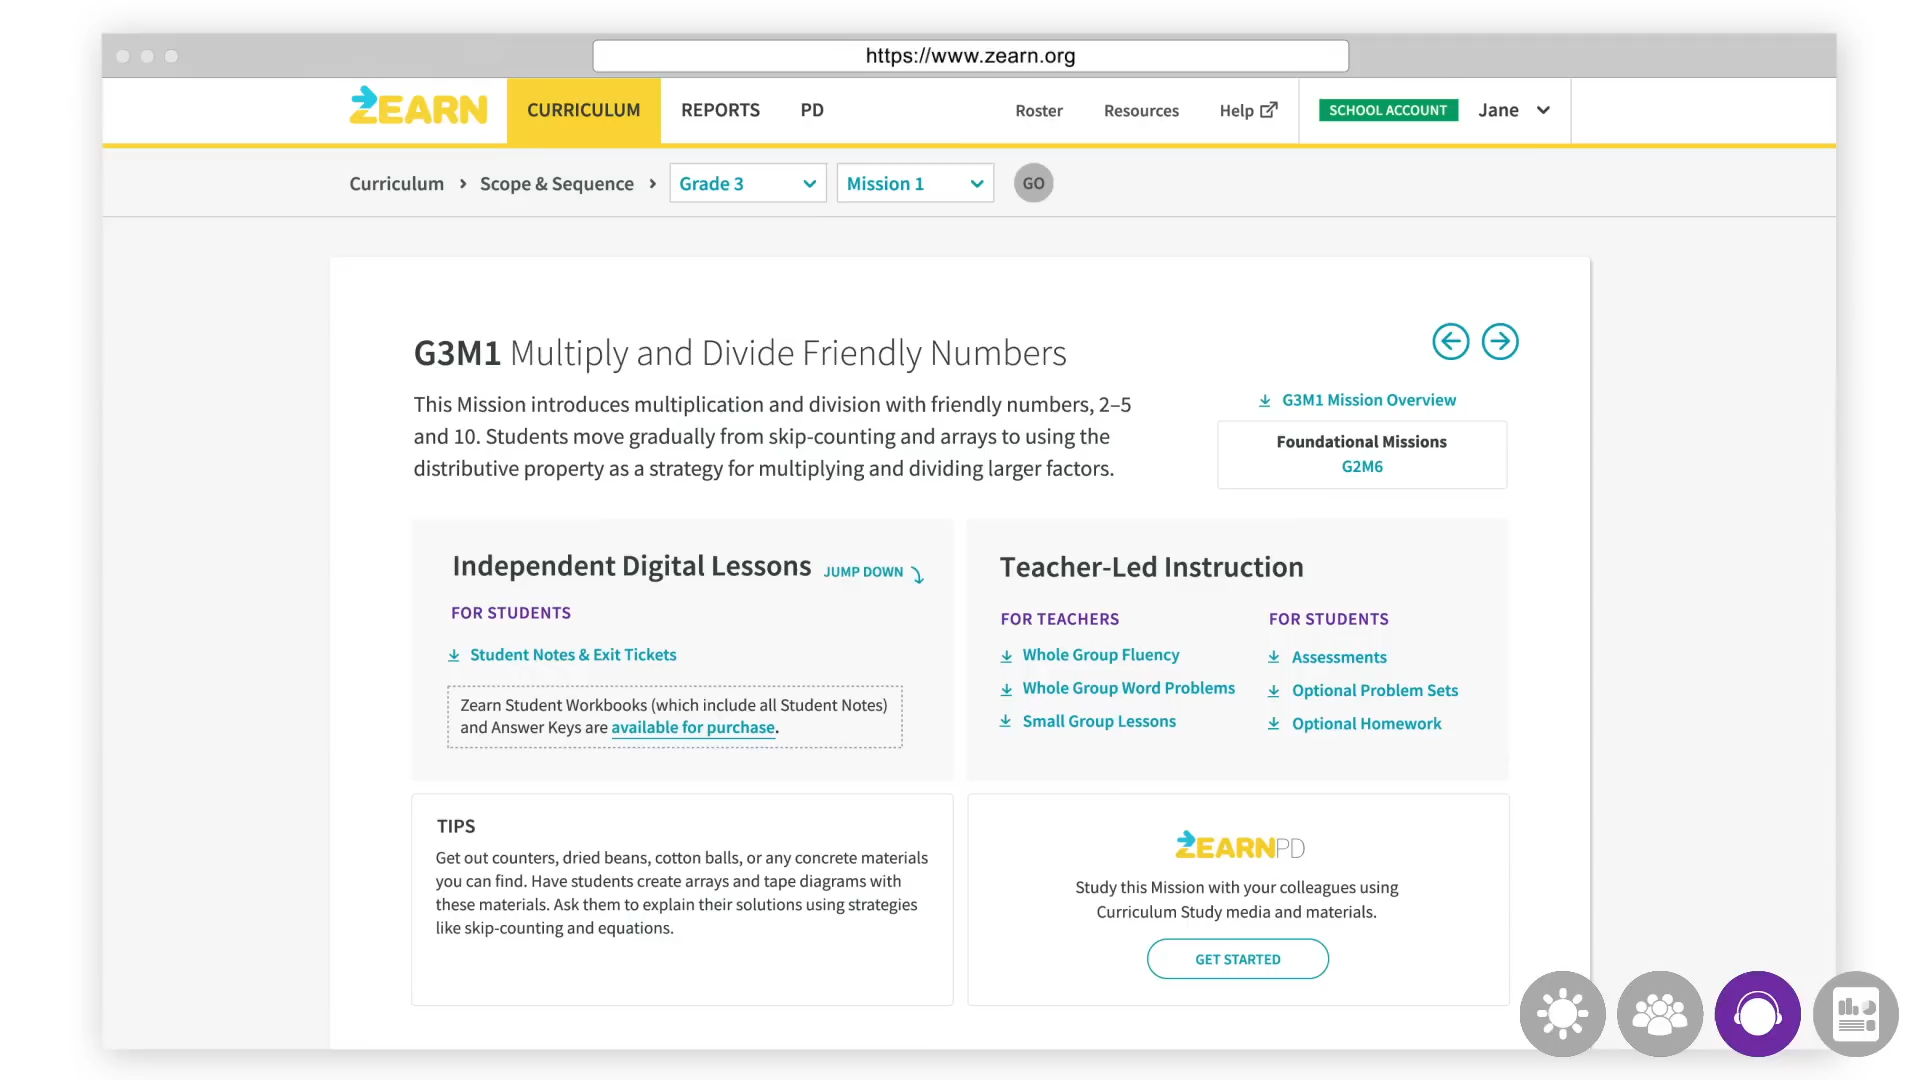 https://www.zearn.org
ZEARN
CURRICULUM
REPORTS
PD
Roster
Resources
Help
SCHOOL ACCOUNT
Jane
Curriculum > Scope & Sequence >
Grade 3
Mission 1
GO
G3M1 Multiply and Divide Friendly Numbers
This Mission introduces multiplication and division with friendly numbers, 2–5
and 10. Students move gradually from skip-counting and arrays to using the
distributive property as a strategy for multiplying and dividing larger factors.
G3M1 Mission Overview
Foundational Missions
G2M6
Independent Digital Lessons
JUMP DOWN
FOR STUDENTS
Student Notes & Exit Tickets
Zearn Student Workbooks (which include all Student Notes)
and Answer Keys are available for purchase.
Teacher-Led Instruction
FOR TEACHERS
Whole Group Fluency
Whole Group Word Problems
Small Group Lessons
FOR STUDENTS
Assessments
Optional Problem Sets
Optional Homework
TIPS
Get out counters, dried beans, cotton balls, or any concrete materials
you can find. Have students create arrays and tape diagrams with
these materials. Ask them to explain their solutions using strategies
like skip-counting and equations.
ZEARNPD
Study this Mission with your colleagues using
Curriculum Study media and materials.
GET STARTED